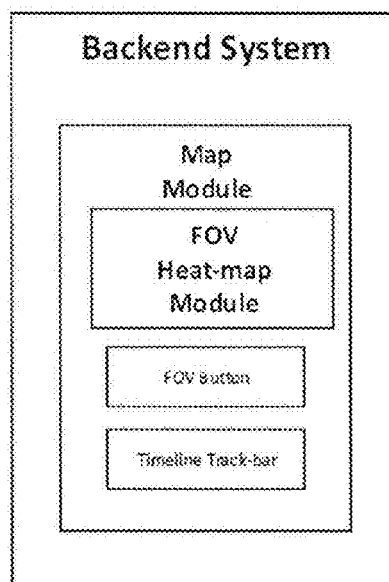 Backend System
Map
Module
FOV
Heat-map
Module
FOV Button
Timeline Track-bar